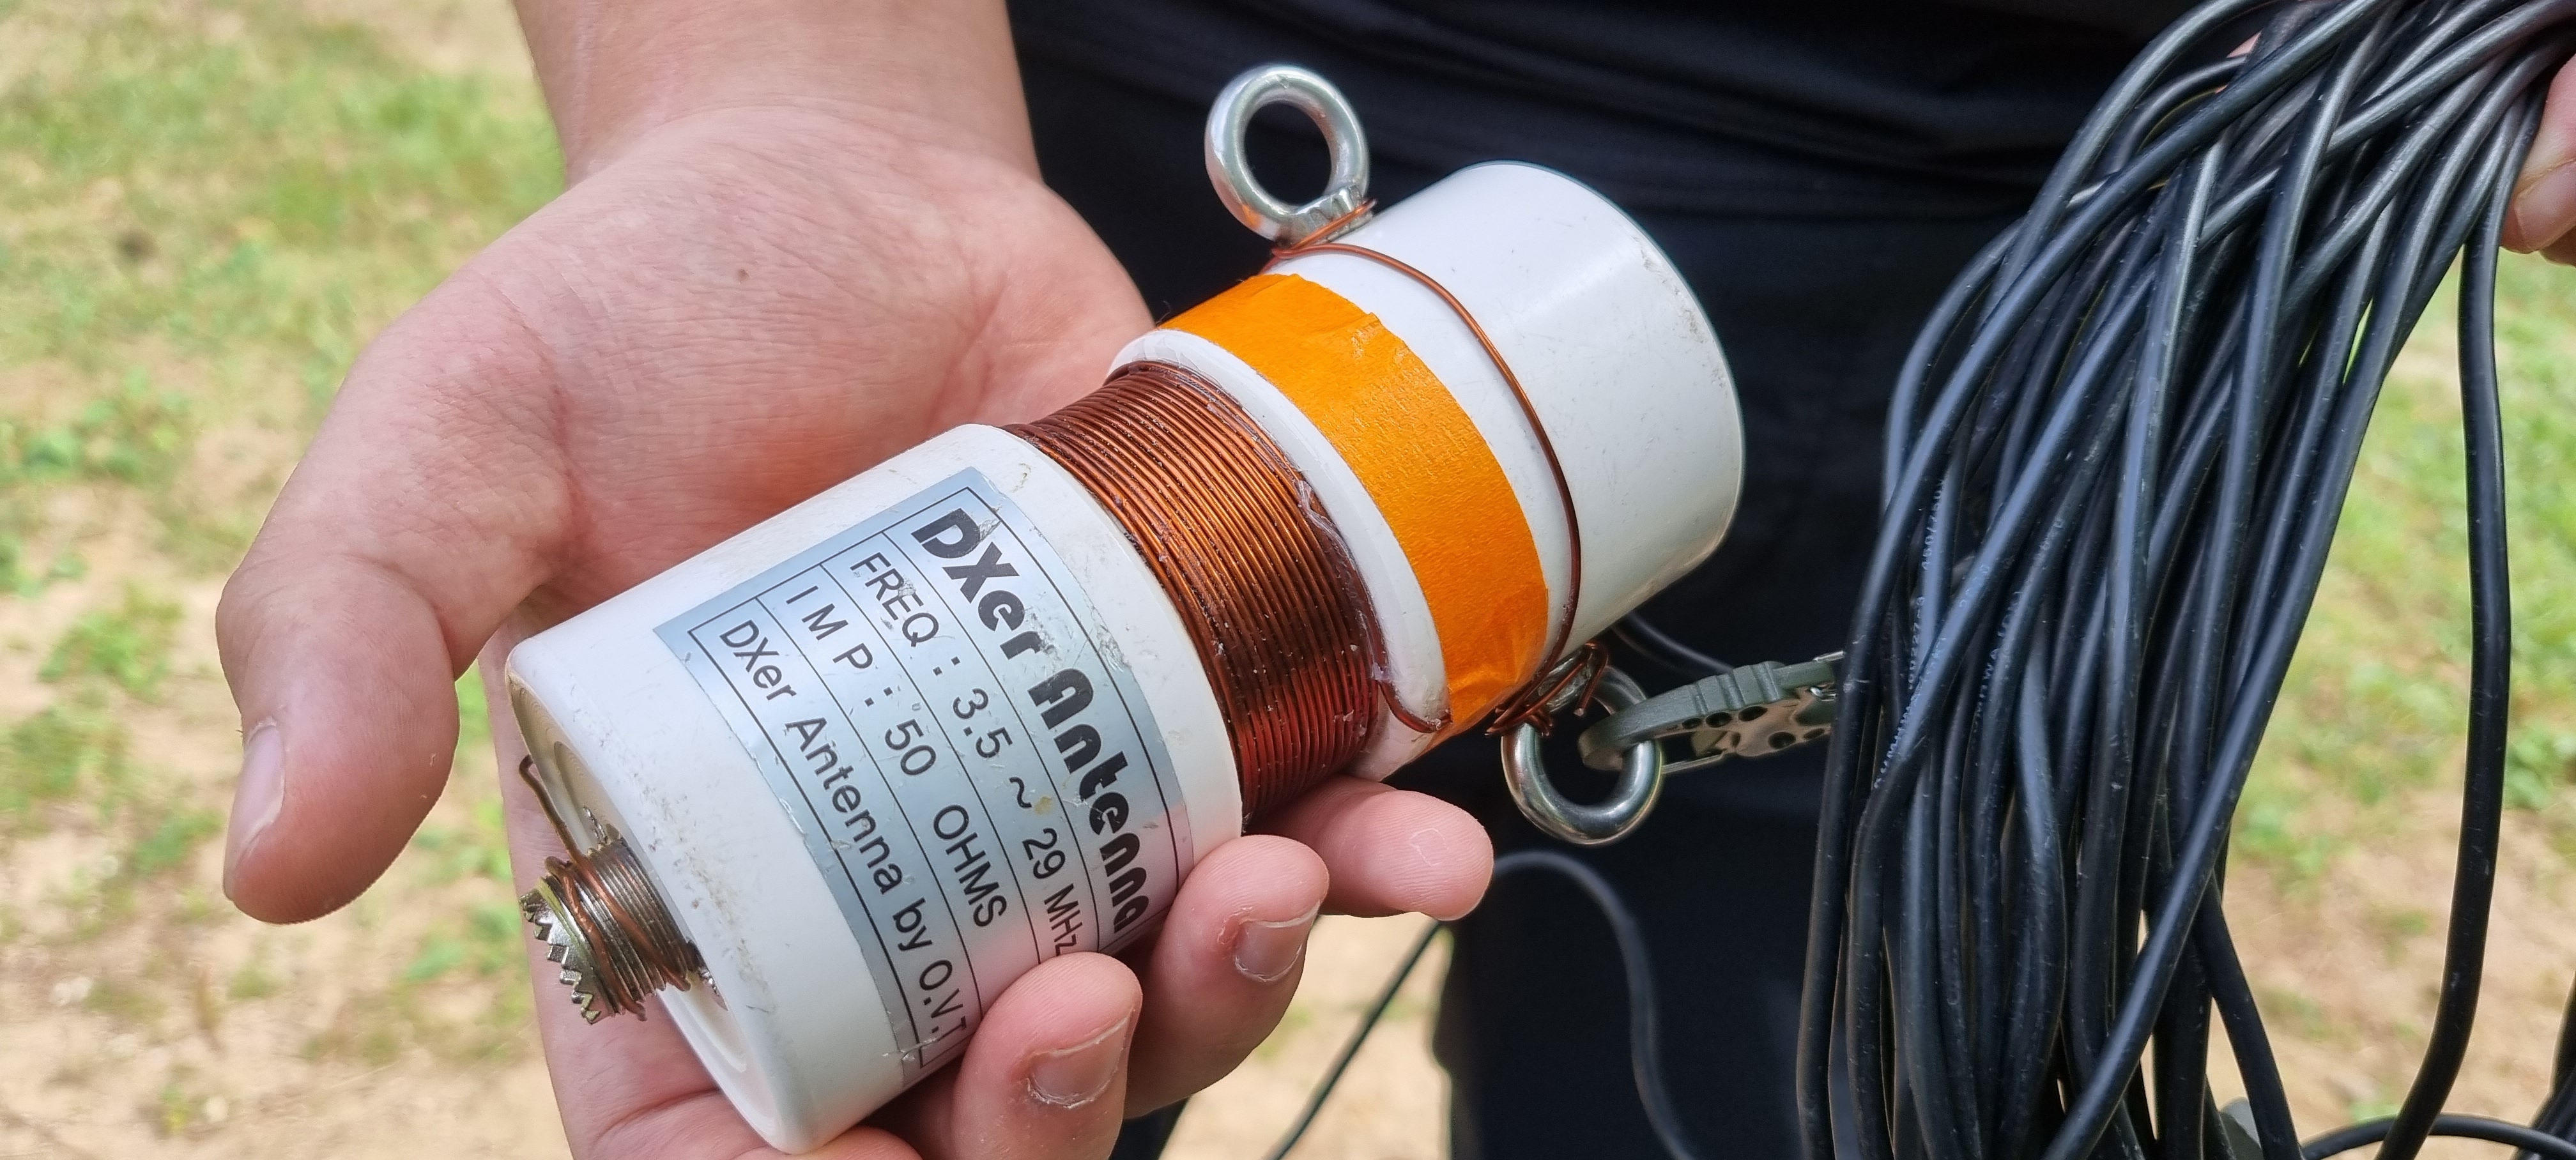 DXer Antenna
FREQ : 3.5 ~ 29 MHz
I M P : 50 OHMS
DXer Antenna by O.V.T